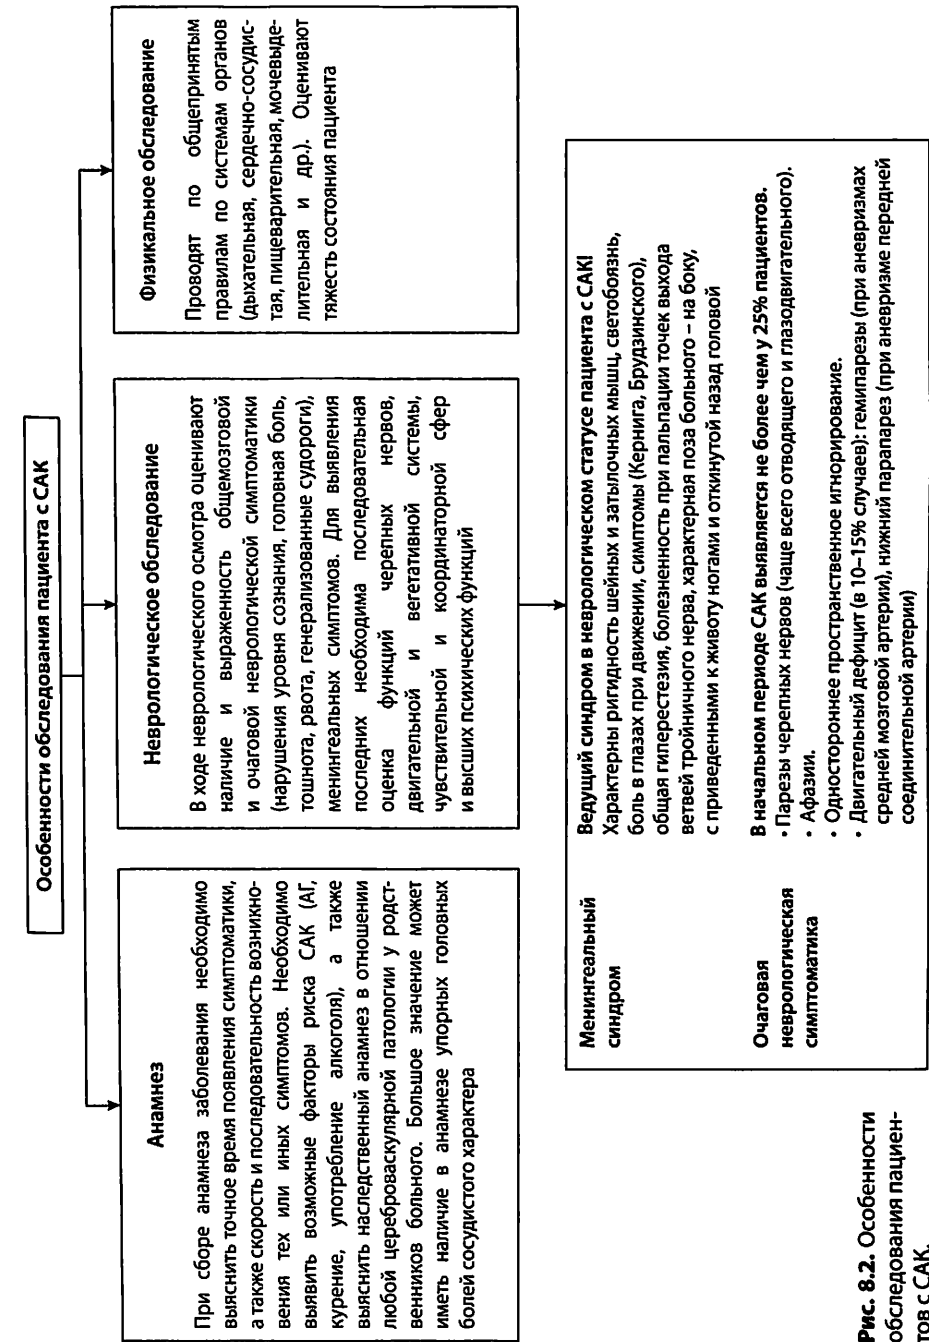 Особенности обследования пациента с САК
Анамнез
При сборе анамнеза заболевания необходимо
выяснить точное время появления симптоматики,
а также скорость и последовательность возникно-
вения тех или иных симптомов. Необходимо
выявить возможные факторы риска САК (АГ,
курение, употребление алкоголя), а также
выяснить наследственный анамнез в отношении
любой цереброваскулярной патологии у родст-
венников больного. Большое значение может
иметь наличие в анамнезе упорных головных
болей сосудистого характера
Неврологическое обследование
В ходе неврологического осмотра оценивают
наличие и выраженность общемозговой
и очаговой неврологической симптоматики
(нарушения уровня сознания, головная боль,
тошнота, рвота, генерализованные судороги),
менингеальных симптомов. Для выявления
последних необходима последовательная
оценка функций черепных нервов,
двигательной и вегетативной системы,
чувствительной и координаторной сфер
и высших психических функций
Физикальное обследование
Проводят по общепринятым
правилам по системам органов
(дыхательная, сердечно-сосудис-
тая, пищеварительная, мочевыде-
лительная и др.). Оценивают
тяжесть состояния пациента
Менингеальный
синдром
Ведущий синдром в неврологическом статусе пациента с САК!
Характерны ригидность шейных и затылочных мышц, светобоязнь,
боль в глазах при движении, симптомы (Кернига, Брудзинского),
общая гиперестезия, болезненность при пальпации точек выхода
ветвей тройничного нерва, характерная поза больного – на боку,
с приведенными к животу ногами и откинутой назад головой
Очаговая
неврологическая
симптоматика
В начальном периоде САК выявляется не более чем у 25% пациентов.
• Парезы черепных нервов (чаще всего отводящего и глазодвигательного).
• Афазии.
• Одностороннее пространственное игнорирование.
• Двигательный дефицит (в 10–15% случаев): гемипарезы (при аневризмах
средней мозговой артерии), нижний парапарез (при аневризме передней
соединительной артерии)
Рис. 8.2. Особенности
обследования пациен-
тов с САК.